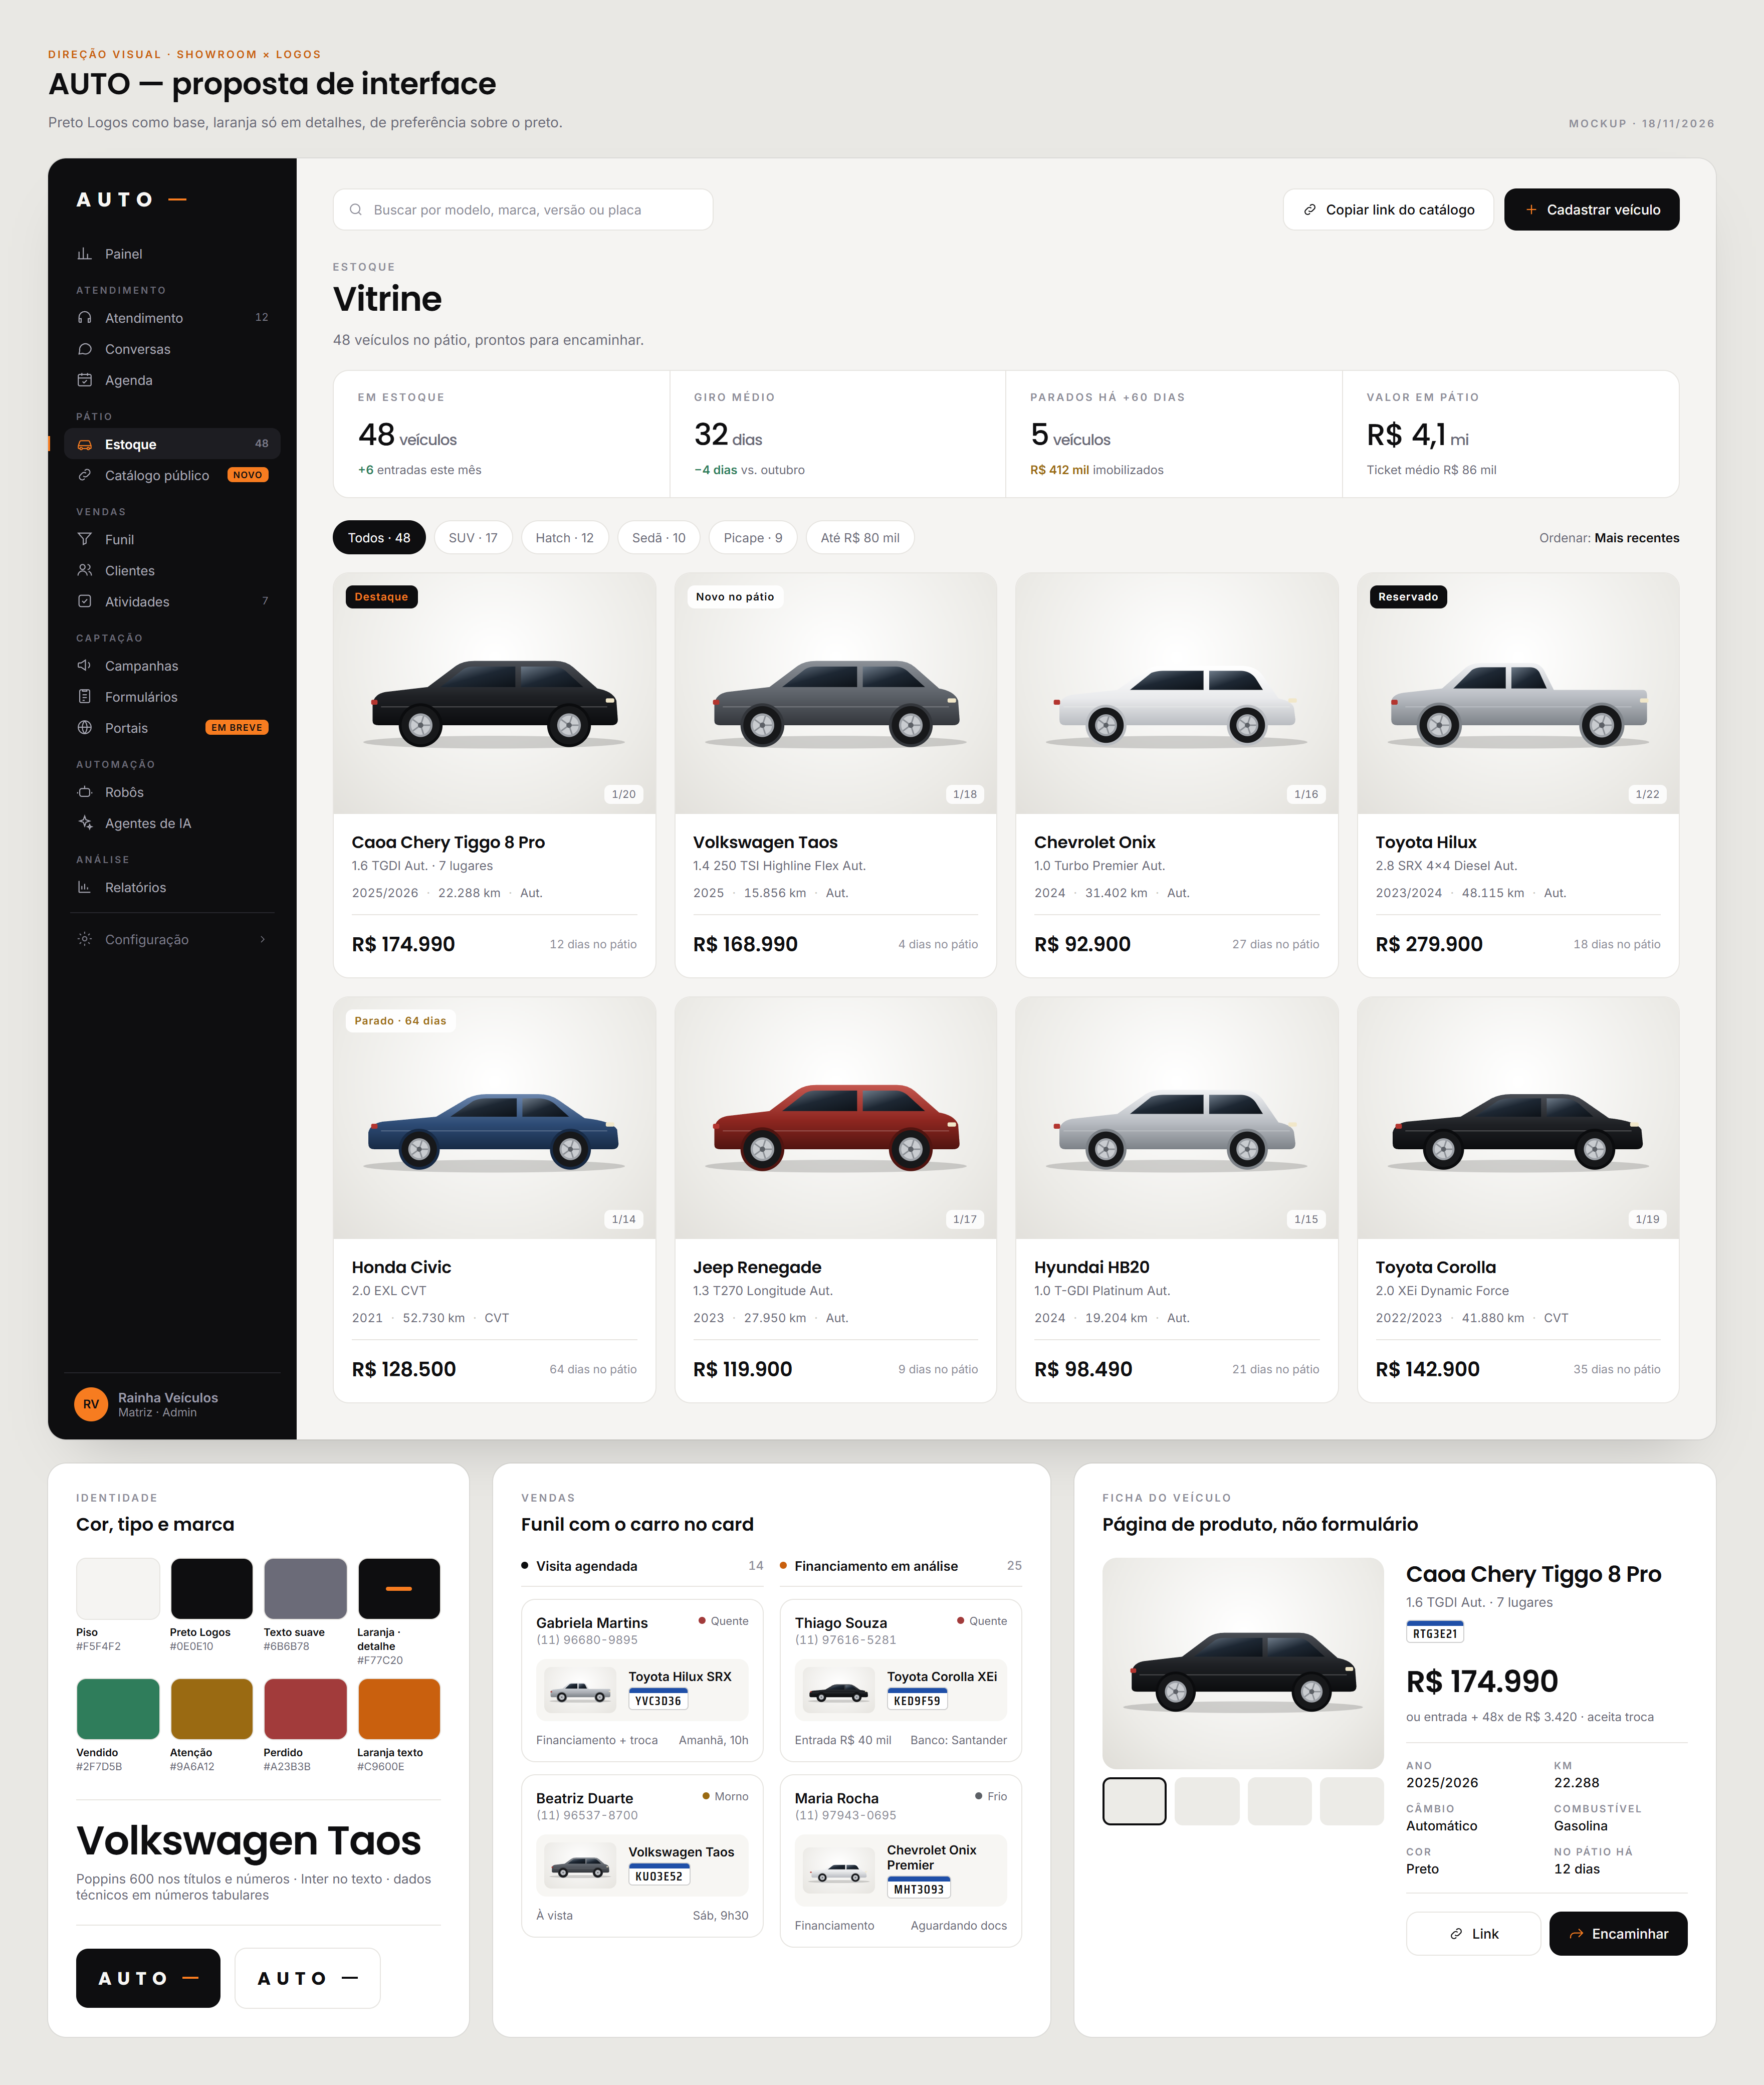 DIREÇÃO VISUAL · SHOWROOM × LOGOS
AUTO — proposta de interface
Preto Logos como base, laranja só em detalhes, de preferência sobre o preto.
MOCKUP · 18/11/2026
AUTO —
Painel
ATENDIMENTO
Atendimento 12
Conversas
Agenda
PÁTIO
Estoque 48
Catálogo público NOVO
VENDAS
Funil
Clientes
Atividades 7
CAPTAÇÃO
Campanhas
Formulários
Portais EM BREVE
AUTOMAÇÃO
Robôs
Agentes de IA
ANÁLISE
Relatórios
Configuração
RV
Rainha Veículos
Matriz · Admin
Buscar por modelo, marca, versão ou placa
Copiar link do catálogo
Cadastrar veículo
ESTOQUE
Vitrine
48 veículos no pátio, prontos para encaminhar.
EM ESTOQUE
48 veículos
+6 entradas este mês
GIRO MÉDIO
32 dias
−4 dias vs. outubro
PARADOS HÁ +60 DIAS
5 veículos
R$ 412 mil imobilizados
VALOR EM PÁTIO
R$ 4,1 mi
Ticket médio R$ 86 mil
Todos · 48
SUV · 17
Hatch · 12
Sedã · 10
Picape · 9
Até R$ 80 mil
Ordenar: Mais recentes
Destaque
1/20
Caoa Chery Tiggo 8 Pro
1.6 TGDI Aut. · 7 lugares
2025/2026 · 22.288 km · Aut.
R$ 174.990
12 dias no pátio
Novo no pátio
1/18
Volkswagen Taos
1.4 250 TSI Highline Flex Aut.
2025 · 15.856 km · Aut.
R$ 168.990
4 dias no pátio
1/16
Chevrolet Onix
1.0 Turbo Premier Aut.
2024 · 31.402 km · Aut.
R$ 92.900
27 dias no pátio
Reservado
1/22
Toyota Hilux
2.8 SRX 4×4 Diesel Aut.
2023/2024 · 48.115 km · Aut.
R$ 279.900
18 dias no pátio
Parado · 64 dias
1/14
Honda Civic
2.0 EXL CVT
2021 · 52.730 km · CVT
R$ 128.500
64 dias no pátio
1/17
Jeep Renegade
1.3 T270 Longitude Aut.
2023 · 27.950 km · Aut.
R$ 119.900
9 dias no pátio
1/15
Hyundai HB20
1.0 T-GDI Platinum Aut.
2024 · 19.204 km · Aut.
R$ 98.490
21 dias no pátio
1/19
Toyota Corolla
2.0 XEi Dynamic Force
2022/2023 · 41.880 km · CVT
R$ 142.900
35 dias no pátio
IDENTIDADE
Cor, tipo e marca
Piso
#F5F4F2
Preto Logos
#0E0E10
Texto suave
#6B6B78
Laranja ·
detalhe
#F77C20
Vendido
#2F7D5B
Atenção
#9A6A12
Perdido
#A23B3B
Laranja texto
#C9600E
Volkswagen Taos
Poppins 600 nos títulos e números · Inter no texto · dados
técnicos em números tabulares
AUTO —
AUTO —
VENDAS
Funil com o carro no card
Visita agendada 14
Gabriela Martins
Quente
(11) 96680-9895
Toyota Hilux SRX
YVC3D36
Financiamento + troca
Amanhã, 10h
Beatriz Duarte
Morno
(11) 96537-8700
Volkswagen Taos
KUO3E52
À vista
Sáb, 9h30
Financiamento em análise 25
Thiago Souza
Quente
(11) 97616-5281
Toyota Corolla XEi
KED9F59
Entrada R$ 40 mil
Banco: Santander
Maria Rocha
Frio
(11) 97943-0695
Chevrolet Onix
Premier
MHT3O93
Financiamento
Aguardando docs
FICHA DO VEÍCULO
Página de produto, não formulário
Caoa Chery Tiggo 8 Pro
1.6 TGDI Aut. · 7 lugares
RTG3E21
R$ 174.990
ou entrada + 48x de R$ 3.420 · aceita troca
ANO
2025/2026
KM
22.288
CÂMBIO
Automático
COMBUSTÍVEL
Gasolina
COR
Preto
NO PÁTIO HÁ
12 dias
Link
Encaminhar